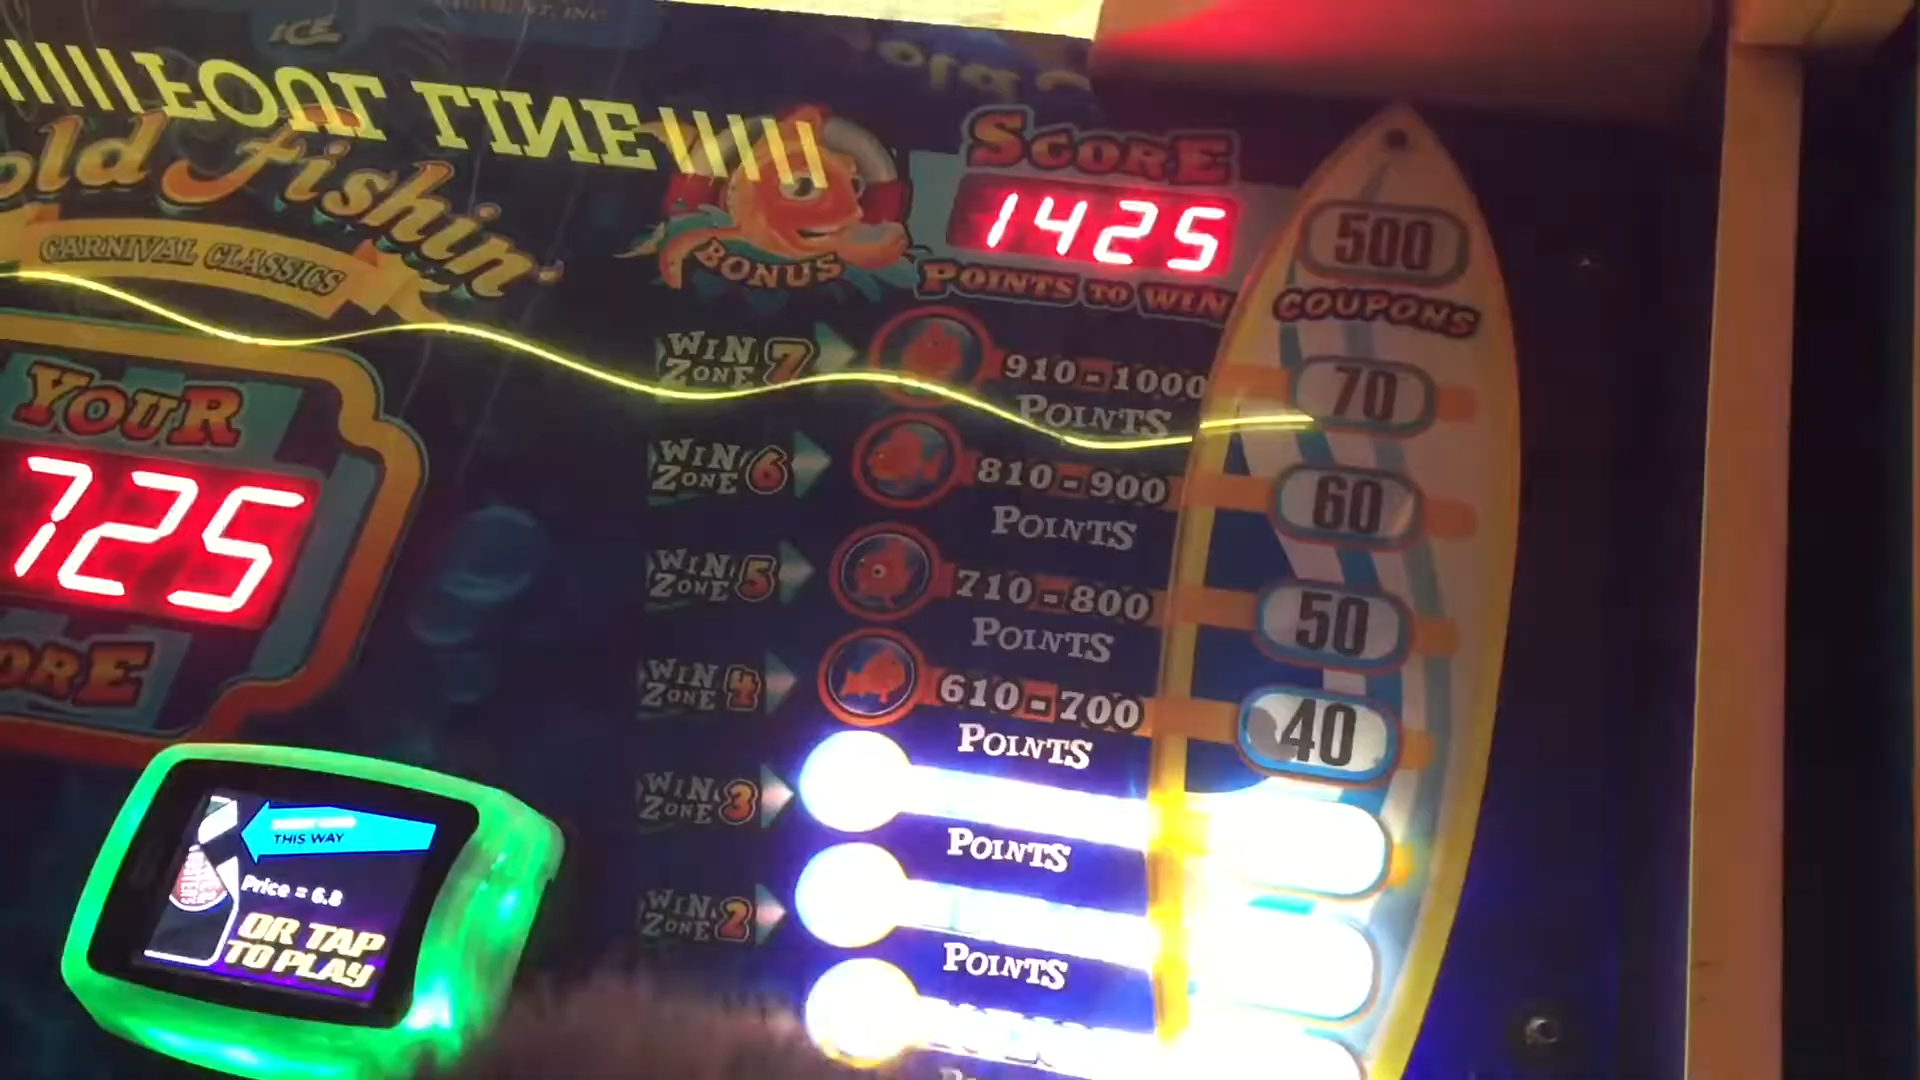 ICE
, INC
FOUL LINE
old Fishin'
CARNIVAL CLASSICS
BONUS
SCORE
1425
POINTS TO WIN
500
COUPONS
YOUR
725
ORE
WIN ZONE 7
910-1000
POINTS
70
WIN ZONE 6
810-900
POINTS
60
WIN ZONE 5
710-800
POINTS
50
WIN ZONE 4
610-700
POINTS
40
WIN ZONE 3
POINTS
WIN ZONE 2
POINTS
THIS WAY
Price = 6.8
OR TAP
TO PLAY